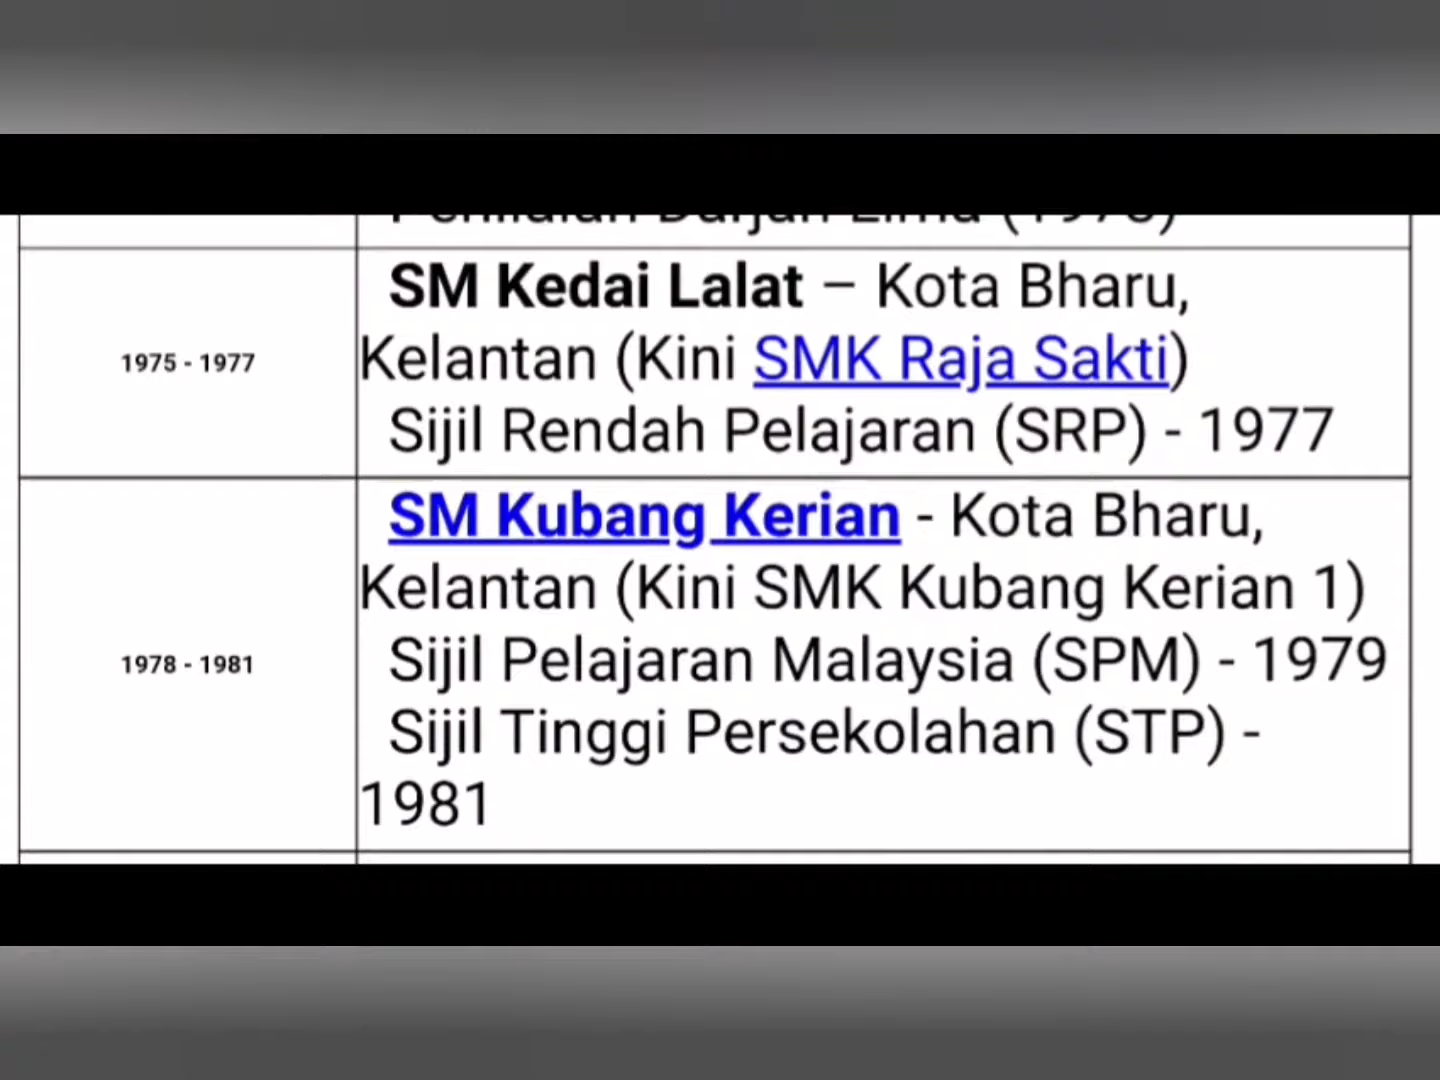 SM Kedai Lalat – Kota Bharu,
Kelantan (Kini SMK Raja Sakti)
1975 - 1977
Sijil Rendah Pelajaran (SRP) - 1977
SM Kubang Kerian - Kota Bharu,
Kelantan (Kini SMK Kubang Kerian 1)
1978 - 1981
Sijil Pelajaran Malaysia (SPM) - 1979
Sijil Tinggi Persekolahan (STP) -
1981